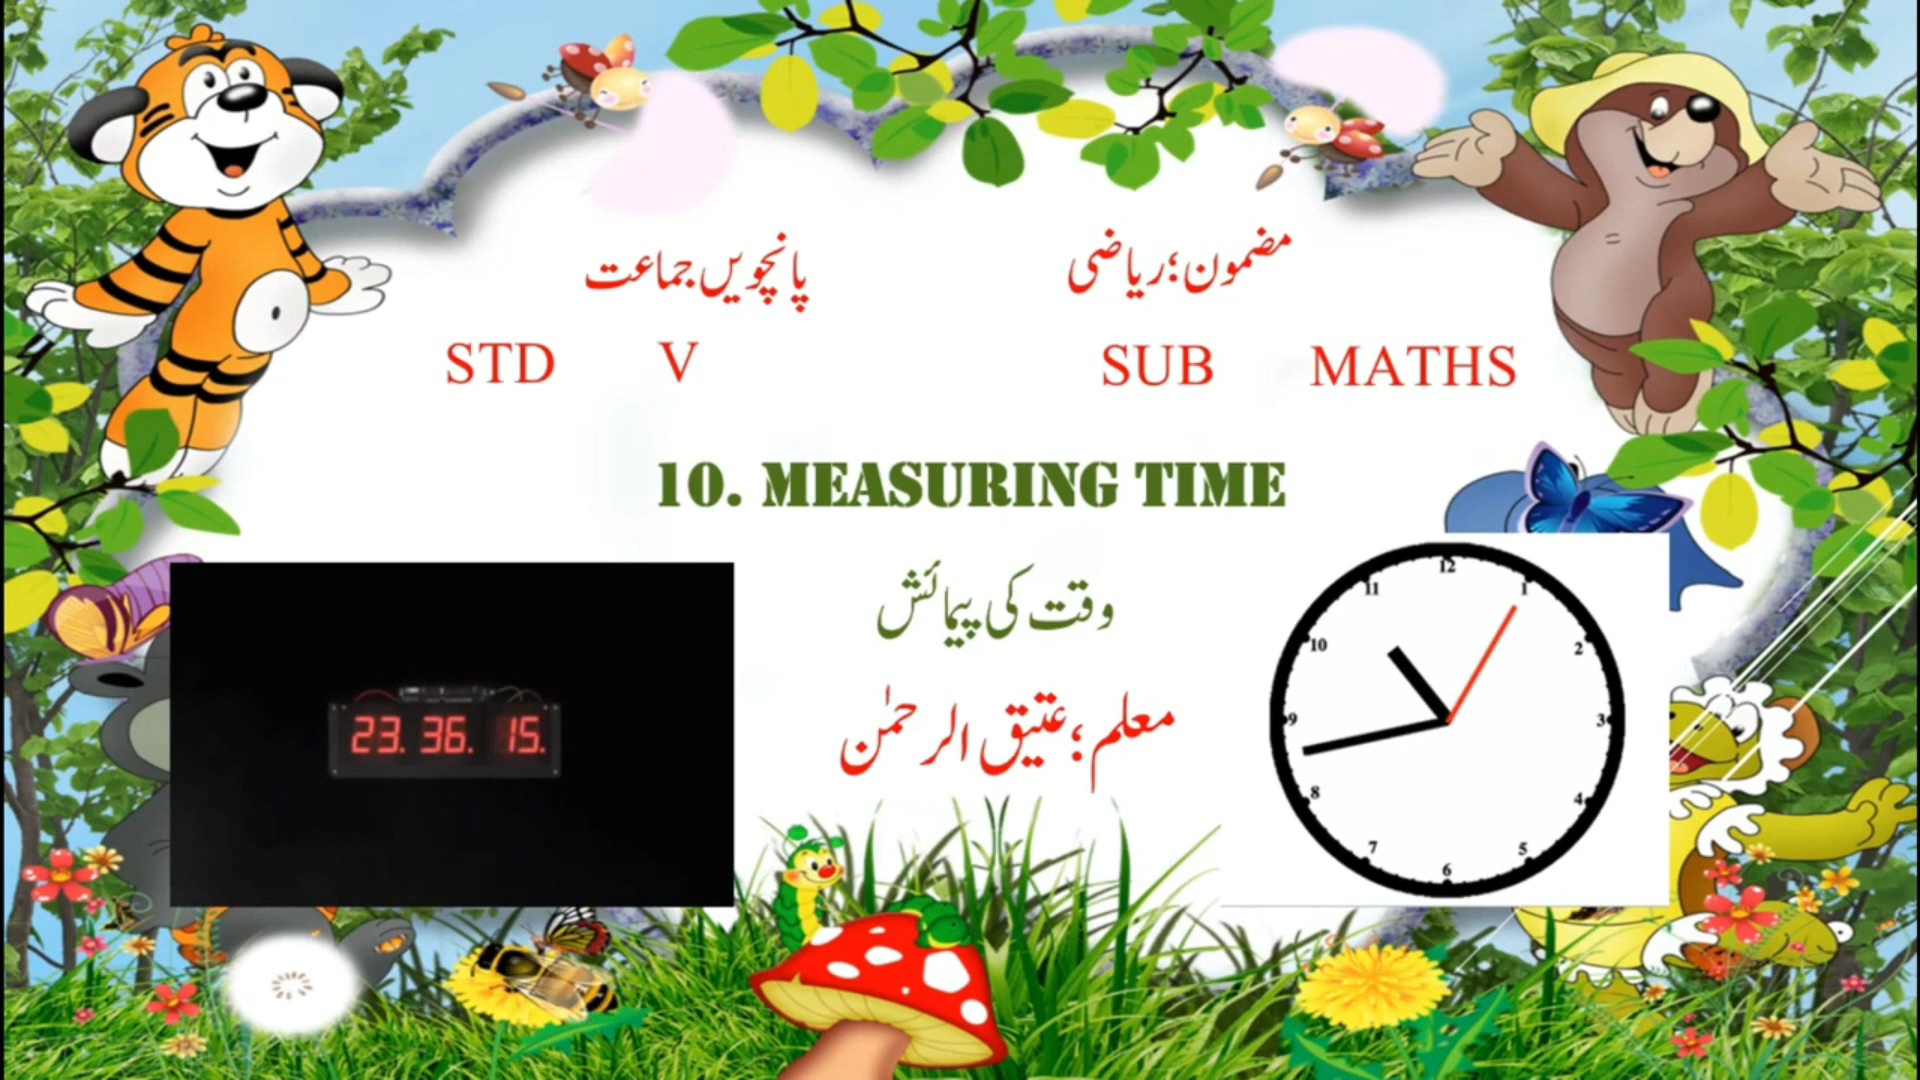 مضمون؛ریاضی
پانچویں جماعت
STD V
SUB MATHS
10. MEASURING TIME
وقت کی پیمائش
معلم؛عتیق الرحمٰن
23. 36. 15.
12
1
2
3
4
5
6
7
8
9
10
11